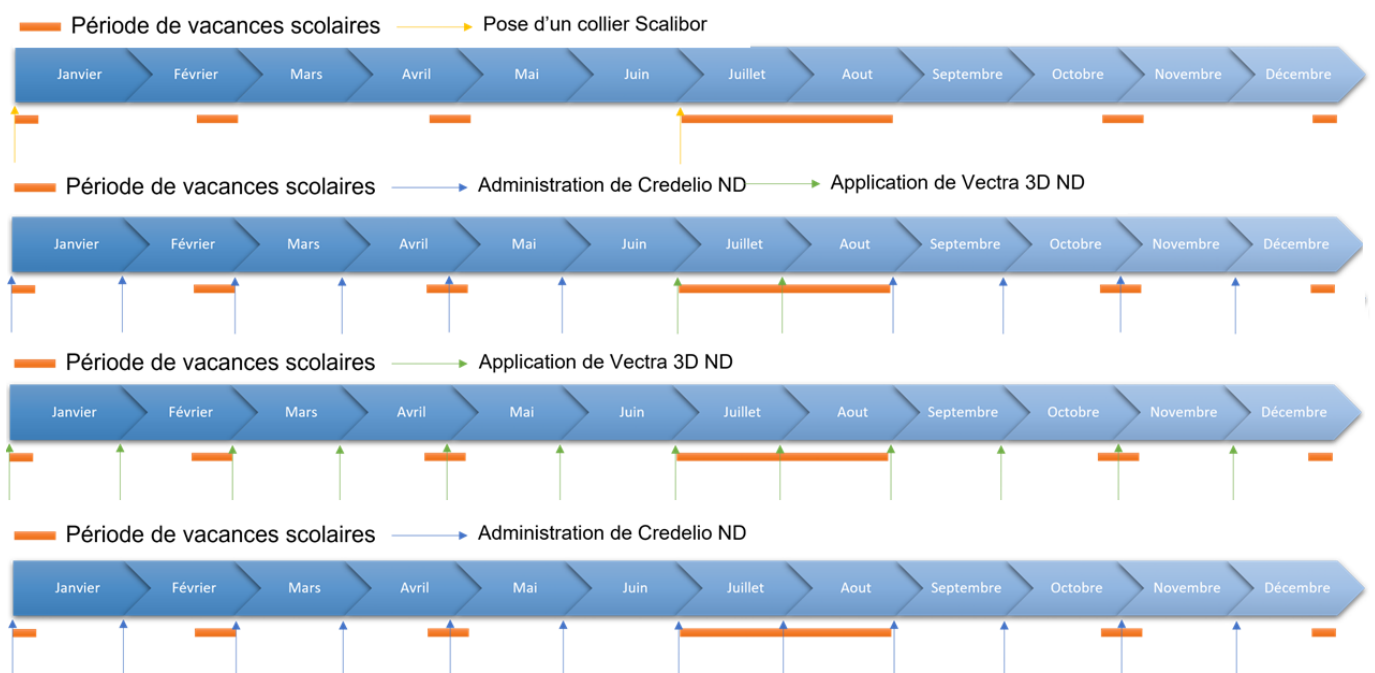 Période de vacances scolaires Pose d'un collier Scalibor
Janvier Février Mars Avril Mai Juin Juillet Aout Septembre Octobre Novembre Décembre
Période de vacances scolaires Administration de Credelio ND Application de Vectra 3D ND
Janvier Février Mars Avril Mai Juin Juillet Aout Septembre Octobre Novembre Décembre
Période de vacances scolaires Application de Vectra 3D ND
Janvier Février Mars Avril Mai Juin Juillet Aout Septembre Octobre Novembre Décembre
Période de vacances scolaires Administration de Credelio ND
Janvier Février Mars Avril Mai Juin Juillet Aout Septembre Octobre Novembre Décembre